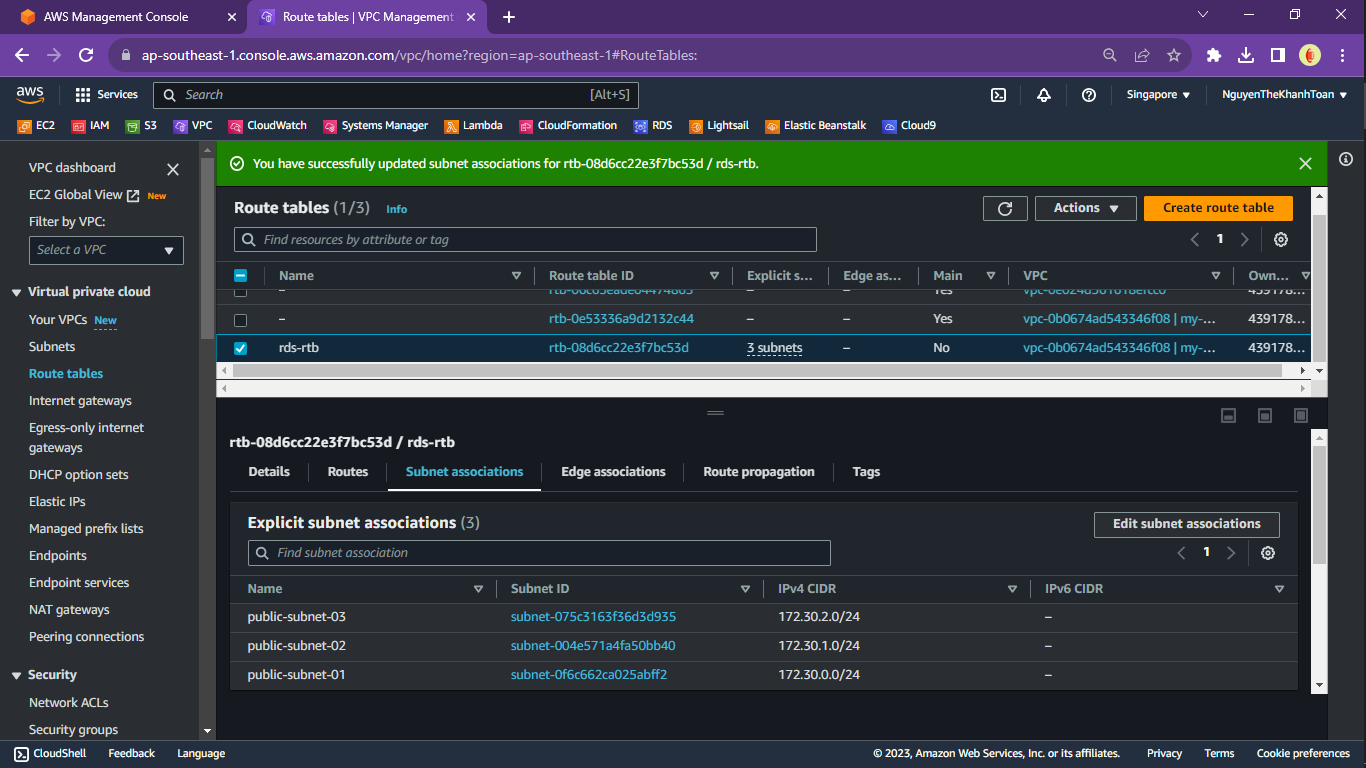 AWS Management Console
Route tables | VPC Management
ap-southeast-1.console.aws.amazon.com/vpc/home?region=ap-southeast-1#RouteTables:
aws
Services
Search
[Alt+S]
Singapore
NguyenTheKhanhToan
EC2
IAM
S3
VPC
CloudWatch
Systems Manager
Lambda
CloudFormation
RDS
Lightsail
Elastic Beanstalk
Cloud9
VPC dashboard
EC2 Global View New
Filter by VPC:
Select a VPC
Virtual private cloud
Your VPCs New
Subnets
Route tables
Internet gateways
Egress-only internet
gateways
DHCP option sets
Elastic IPs
Managed prefix lists
Endpoints
Endpoint services
NAT gateways
Peering connections
Security
Network ACLs
Security groups
You have successfully updated subnet associations for rtb-08d6cc22e3f7bc53d / rds-rtb.
Route tables (1/3) Info
Actions
Create route table
Find resources by attribute or tag
1
Name Route table ID Explicit s... Edge as... Main VPC Own...
– – – Yes 439178...
– rtb-0e53336a9d2132c44 – – Yes vpc-0b0674ad543346f08 | my-... 439178...
rds-rtb rtb-08d6cc22e3f7bc53d 3 subnets – No vpc-0b0674ad543346f08 | my-... 439178...
rtb-08d6cc22e3f7bc53d / rds-rtb
Details
Routes
Subnet associations
Edge associations
Route propagation
Tags
Explicit subnet associations (3)
Edit subnet associations
Find subnet association
1
Name Subnet ID IPv4 CIDR IPv6 CIDR
public-subnet-03 subnet-075c3163f36d3d935 172.30.2.0/24 –
public-subnet-02 subnet-004e571a4fa50bb40 172.30.1.0/24 –
public-subnet-01 subnet-0f6c662ca025abff2 172.30.0.0/24 –
CloudShell
Feedback
Language
© 2023, Amazon Web Services, Inc. or its affiliates.
Privacy
Terms
Cookie preferences